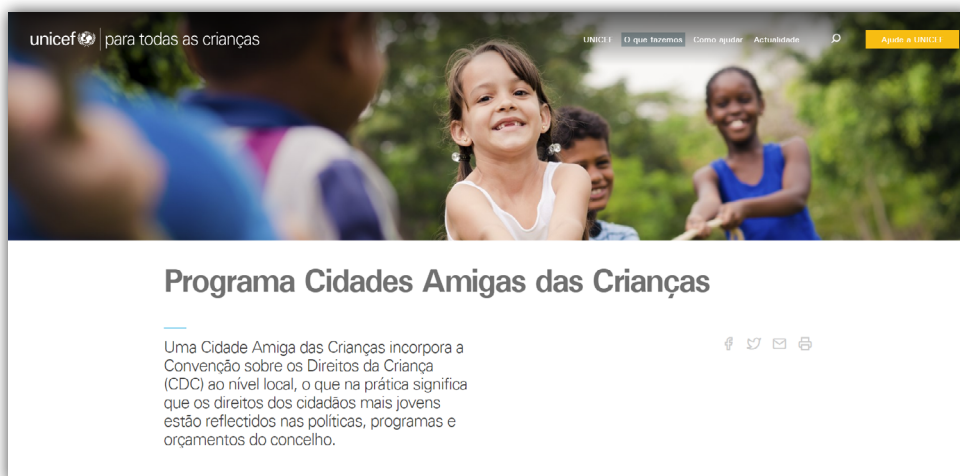 unicef para todas as crianças
UNICEF O que fazemos Como ajudar Actualidade Ajude a UNICEF
Programa Cidades Amigas das Crianças
Uma Cidade Amiga das Crianças incorpora a
Convenção sobre os Direitos da Criança
(CDC) ao nível local, o que na prática significa
que os direitos dos cidadãos mais jovens
estão reflectidos nas políticas, programas e
orçamentos do concelho.